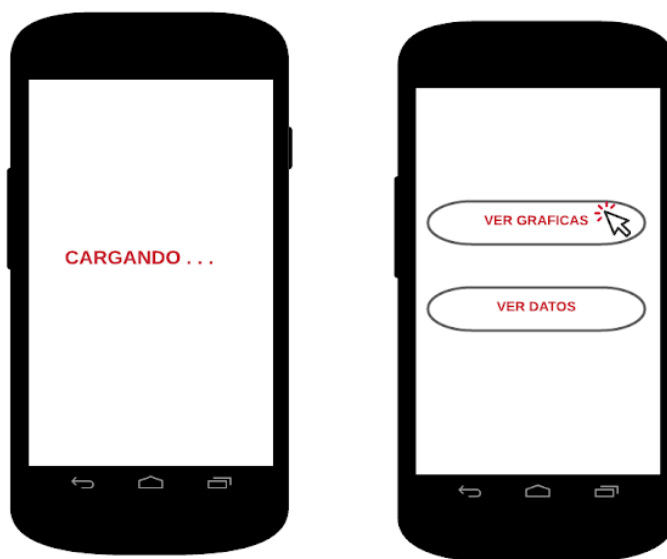 CARGANDO . . .
VER GRAFICAS
VER DATOS